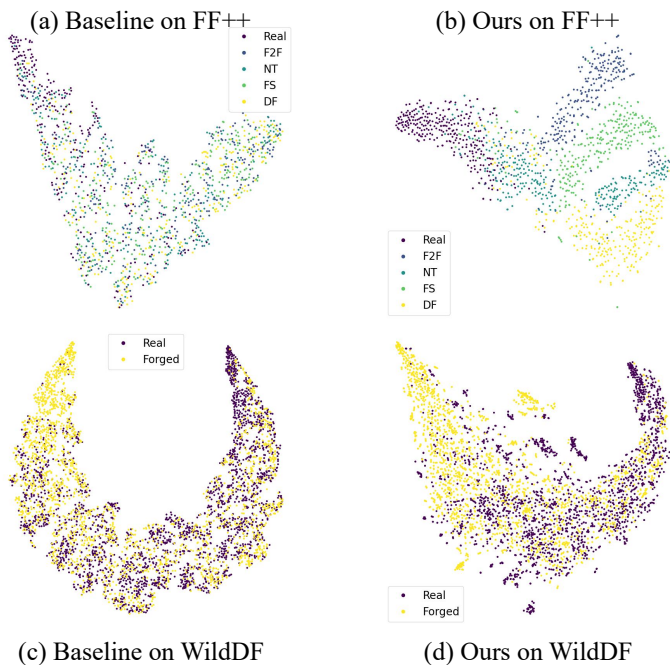 (a) Baseline on FF++
(b) Ours on FF++
Real
F2F
NT
FS
DF
Real
F2F
NT
FS
DF
Real
Forged
Real
Forged
(c) Baseline on WildDF
(d) Ours on WildDF